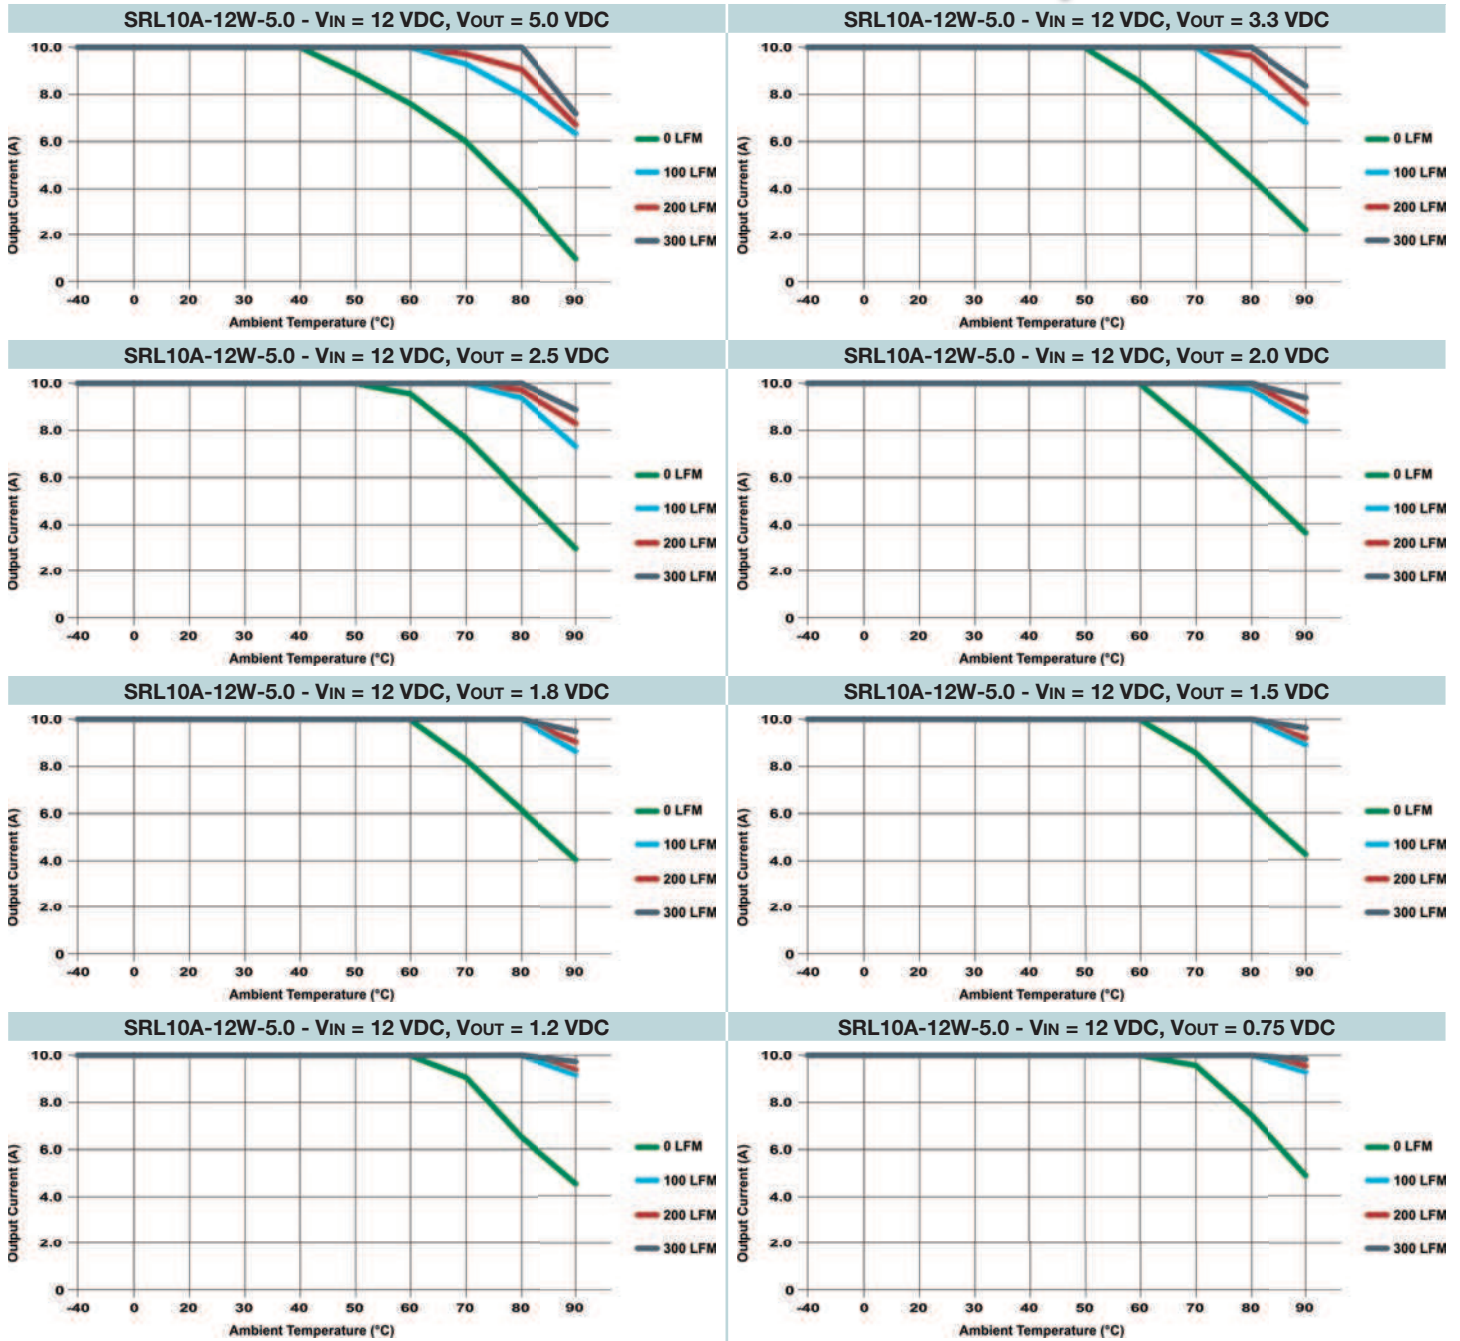 SRL10A-12W-5.0 - VIN = 12 VDC, VOUT = 5.0 VDC
10.0
8.0
6.0
4.0
2.0
0
Output Current (A)
-40 0 20 30 40 50 60 70 80 90
Ambient Temperature (°C)
0 LFM
100 LFM
200 LFM
300 LFM
SRL10A-12W-5.0 - VIN = 12 VDC, VOUT = 3.3 VDC
10.0
8.0
6.0
4.0
2.0
0
Output Current (A)
-40 0 20 30 40 50 60 70 80 90
Ambient Temperature (°C)
0 LFM
100 LFM
200 LFM
300 LFM
SRL10A-12W-5.0 - VIN = 12 VDC, VOUT = 2.5 VDC
10.0
8.0
6.0
4.0
2.0
0
Output Current (A)
-40 0 20 30 40 50 60 70 80 90
Ambient Temperature (°C)
0 LFM
100 LFM
200 LFM
300 LFM
SRL10A-12W-5.0 - VIN = 12 VDC, VOUT = 2.0 VDC
10.0
8.0
6.0
4.0
2.0
0
Output Current (A)
-40 0 20 30 40 50 60 70 80 90
Ambient Temperature (°C)
0 LFM
100 LFM
200 LFM
300 LFM
SRL10A-12W-5.0 - VIN = 12 VDC, VOUT = 1.8 VDC
10.0
8.0
6.0
4.0
2.0
0
Output Current (A)
-40 0 20 30 40 50 60 70 80 90
Ambient Temperature (°C)
0 LFM
100 LFM
200 LFM
300 LFM
SRL10A-12W-5.0 - VIN = 12 VDC, VOUT = 1.5 VDC
10.0
8.0
6.0
4.0
2.0
0
Output Current (A)
-40 0 20 30 40 50 60 70 80 90
Ambient Temperature (°C)
0 LFM
100 LFM
200 LFM
300 LFM
SRL10A-12W-5.0 - VIN = 12 VDC, VOUT = 1.2 VDC
10.0
8.0
6.0
4.0
2.0
0
Output Current (A)
-40 0 20 30 40 50 60 70 80 90
Ambient Temperature (°C)
0 LFM
100 LFM
200 LFM
300 LFM
SRL10A-12W-5.0 - VIN = 12 VDC, VOUT = 0.75 VDC
10.0
8.0
6.0
4.0
2.0
0
Output Current (A)
-40 0 20 30 40 50 60 70 80 90
Ambient Temperature (°C)
0 LFM
100 LFM
200 LFM
300 LFM